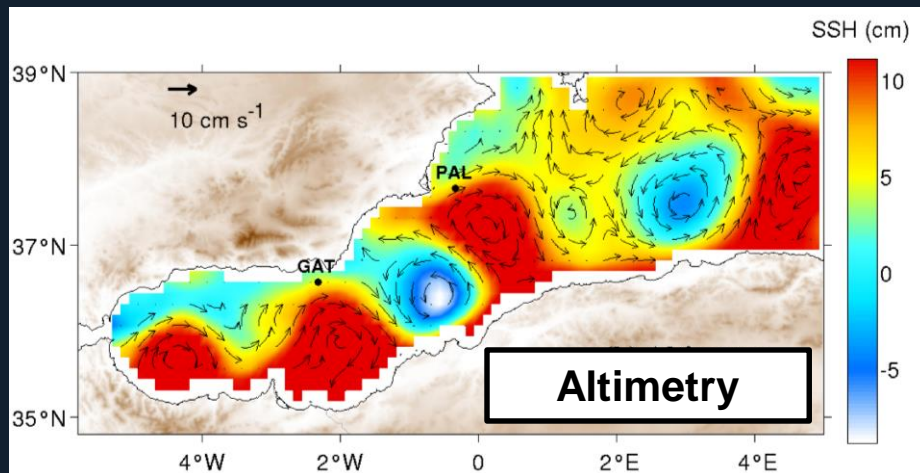 SSH (cm)
39°N
10 cm s⁻¹
10
PAL
5
37°N
GAT
0
Altimetry
-5
35°N
4°W
2°W
0
2°E
4°E